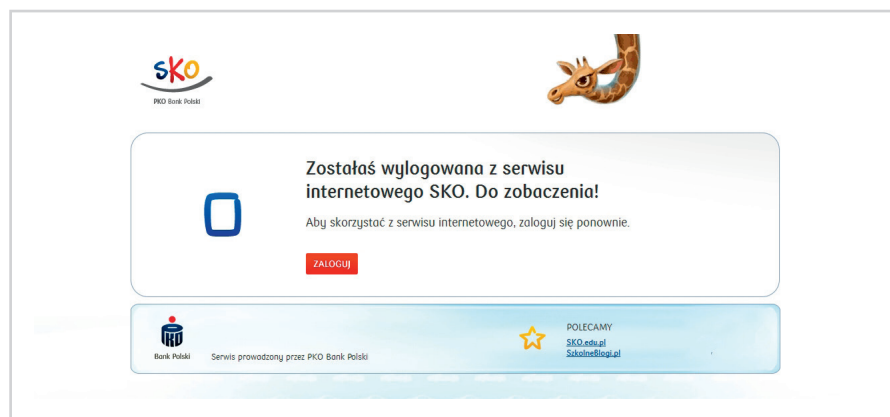 SKO
PKO Bank Polski
Zostałaś wylogowana z serwisu
internetowego SKO. Do zobaczenia!
Aby skorzystać z serwisu internetowego, zaloguj się ponownie.
ZALOGUJ
PKO
Bank Polski
Serwis prowadzony przez PKO Bank Polski
POLECAMY
SKO.edu.pl
SzkolneBlogi.pl